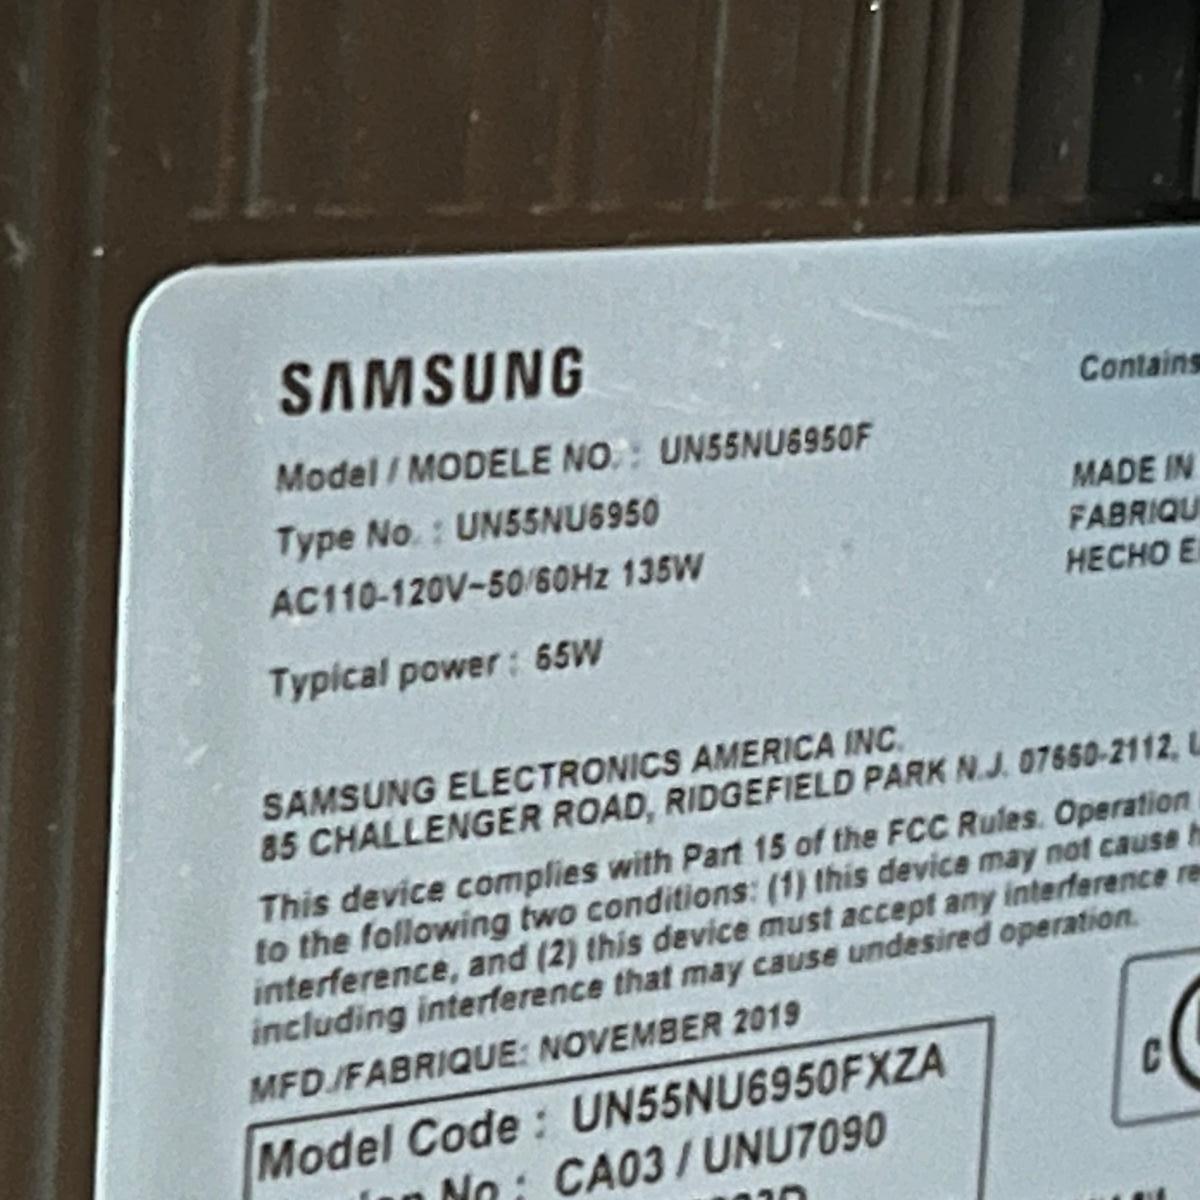 SAMSUNG
Contains
Model / MODELE NO. : UN55NU6950F
Type No. : UN55NU6950
AC110-120V~50/60Hz 135W
Typical power : 65W
MADE IN
FABRIQU
HECHO E
SAMSUNG ELECTRONICS AMERICA INC.
85 CHALLENGER ROAD, RIDGEFIELD PARK N.J. 07660-2112,
This device complies with Part 15 of the FCC Rules. Operation
to the following two conditions: (1) this device may not cause
interference, and (2) this device must accept any interference re
including interference that may cause undesired operation.
MFD./FABRIQUE: NOVEMBER 2019
Model Code : UN55NU6950FXZA
No : CA03 / UNU7090
C